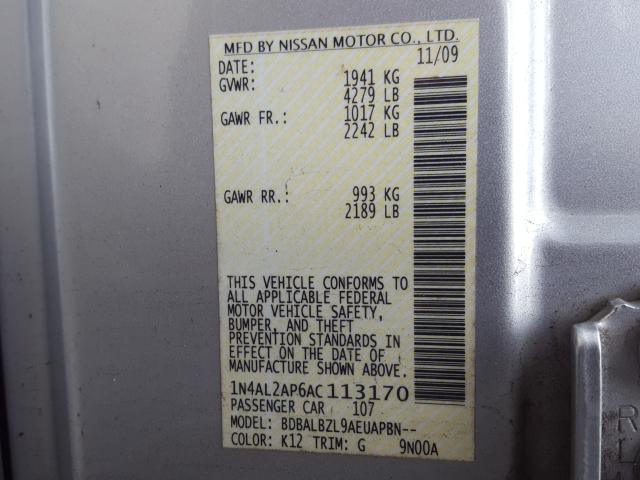 MFD BY NISSAN MOTOR CO., LTD.
DATE: 11/09
GVWR: 1941 KG
4279 LB
GAWR FR.: 1017 KG
2242 LB
GAWR RR.: 993 KG
2189 LB
THIS VEHICLE CONFORMS TO
ALL APPLICABLE FEDERAL
MOTOR VEHICLE SAFETY,
BUMPER, AND THEFT
PREVENTION STANDARDS IN
EFFECT ON THE DATE OF
MANUFACTURE SHOWN ABOVE.
1N4AL2AP6AC113170
PASSENGER CAR 107
MODEL: BDBALBZL9AEUAPBN--
COLOR: K12 TRIM: G 9N00A
R